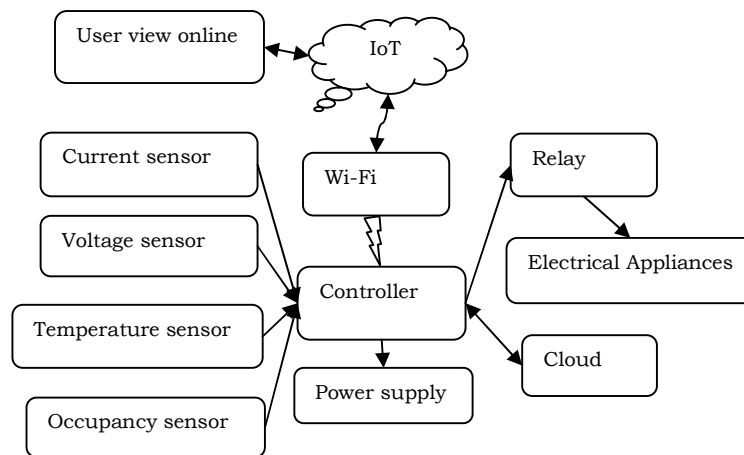 User view online
IoT
Current sensor
Wi-Fi
Relay
Voltage sensor
Electrical Appliances
Controller
Temperature sensor
Cloud
Power supply
Occupancy sensor